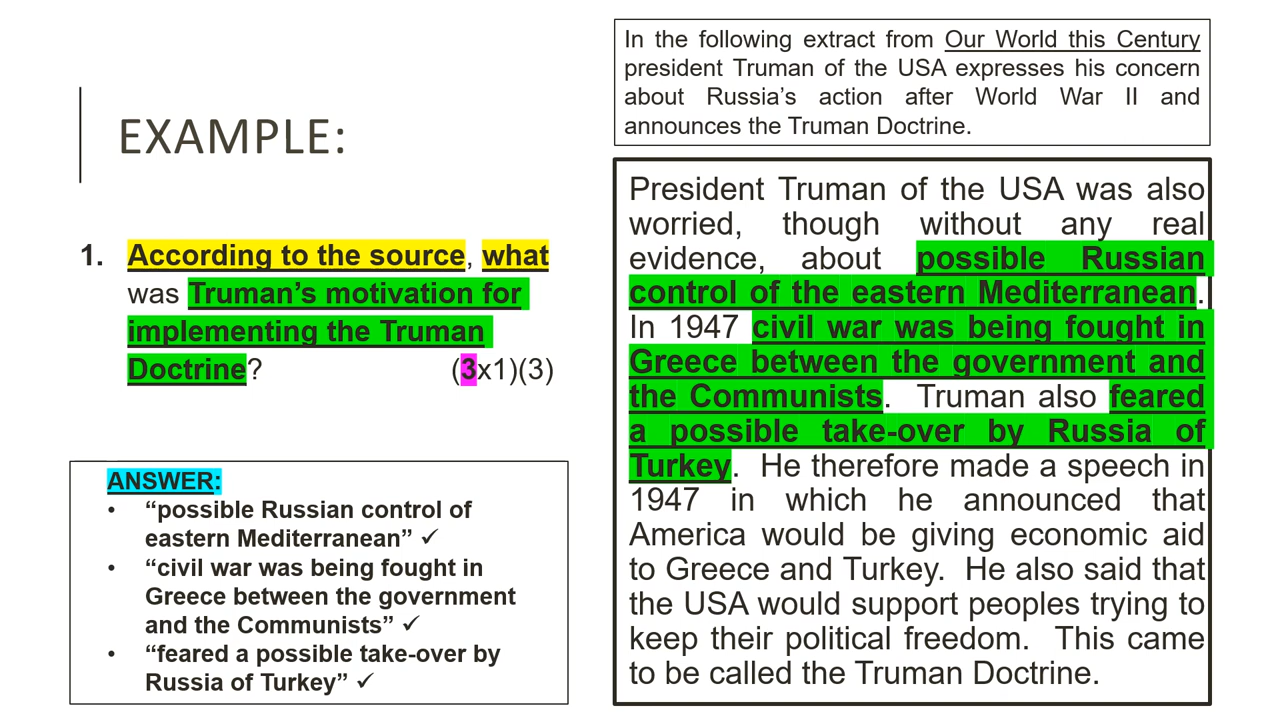 EXAMPLE:
1. According to the source, what
was Truman’s motivation for
implementing the Truman
Doctrine? (3x1)(3)
ANSWER:
• “possible Russian control of
eastern Mediterranean” ✓
• “civil war was being fought in
Greece between the government
and the Communists” ✓
• “feared a possible take-over by
Russia of Turkey” ✓
In the following extract from Our World this Century
president Truman of the USA expresses his concern
about Russia’s action after World War II and
announces the Truman Doctrine.
President Truman of the USA was also
worried, though without any real
evidence, about possible Russian
control of the eastern Mediterranean.
In 1947 civil war was being fought in
Greece between the government and
the Communists. Truman also feared
a possible take-over by Russia of
Turkey. He therefore made a speech in
1947 in which he announced that
America would be giving economic aid
to Greece and Turkey. He also said that
the USA would support peoples trying to
keep their political freedom. This came
to be called the Truman Doctrine.